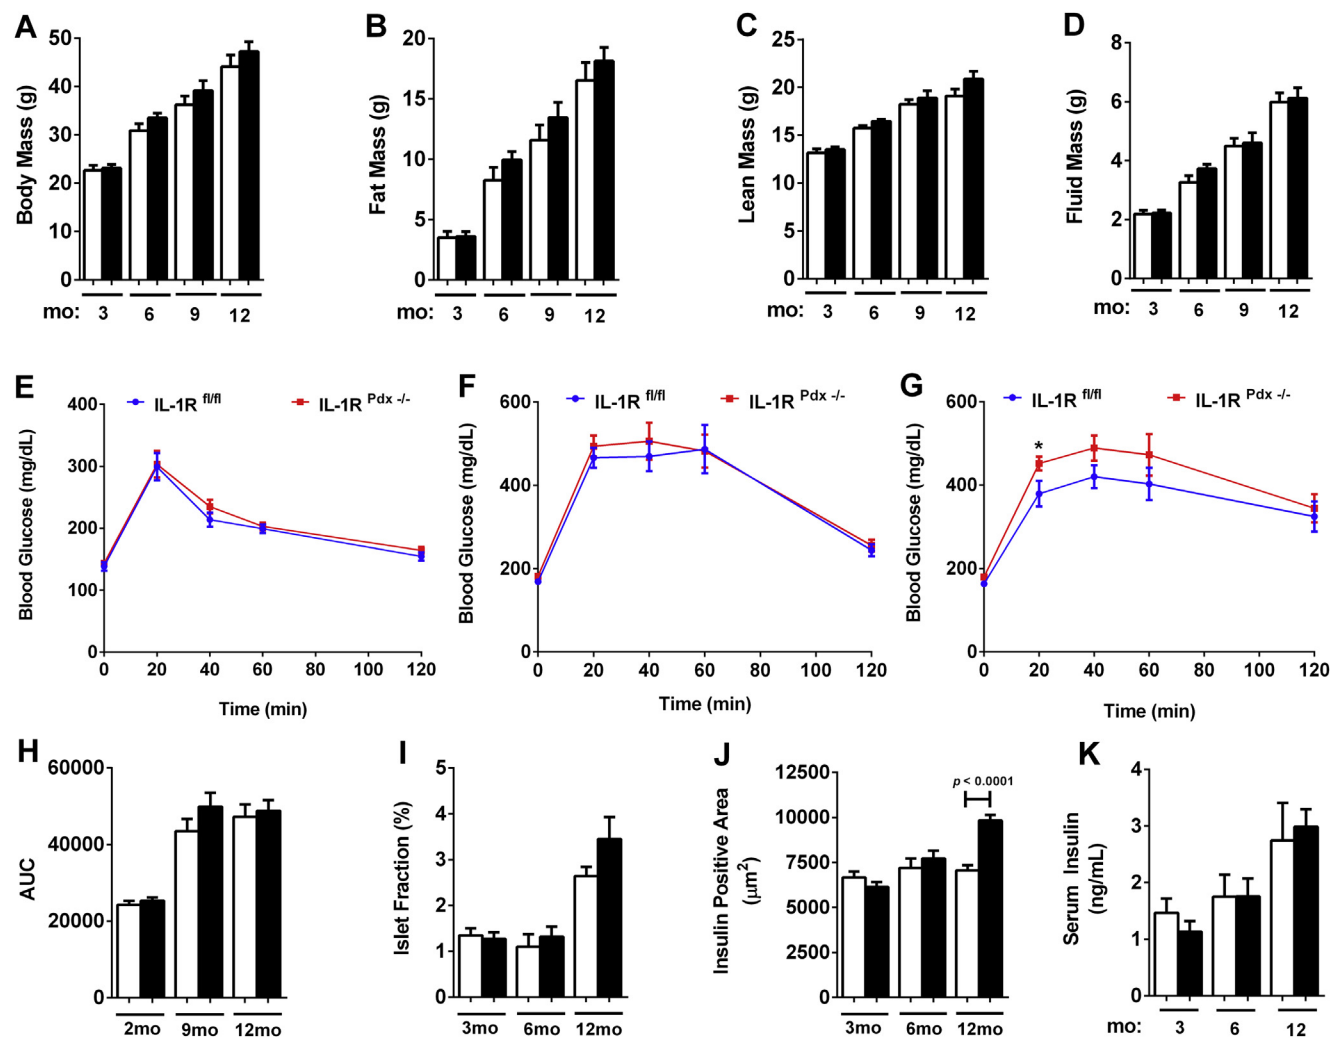 A
Body Mass (g)
50
40
30
20
10
0
mo: 3 6 9 12
B
Fat Mass (g)
20
15
10
5
0
mo: 3 6 9 12
C
Lean Mass (g)
25
20
15
10
5
0
mo: 3 6 9 12
D
Fluid Mass (g)
8
6
4
2
0
mo: 3 6 9 12
E
IL-1R fl/fl IL-1R Pdx -/-
Blood Glucose (mg/dL)
400
300
200
100
0
0 20 40 60 80 100 120
Time (min)
F
IL-1R fl/fl IL-1R Pdx -/-
Blood Glucose (mg/dL)
600
400
200
0
0 20 40 60 80 100 120
Time (min)
G
IL-1R fl/fl IL-1R Pdx -/-
Blood Glucose (mg/dL)
600
400
200
0
*
0 20 40 60 80 100 120
Time (min)
H
AUC
60000
40000
20000
0
2mo 9mo 12mo
I
Islet Fraction (%)
5
4
3
2
1
0
3mo 6mo 12mo
J
Insulin Positive Area
(μm²)
12500
10000
7500
5000
2500
0
p < 0.0001
3mo 6mo 12mo
K
Serum Insulin
(ng/mL)
4
3
2
1
0
mo: 3 6 12